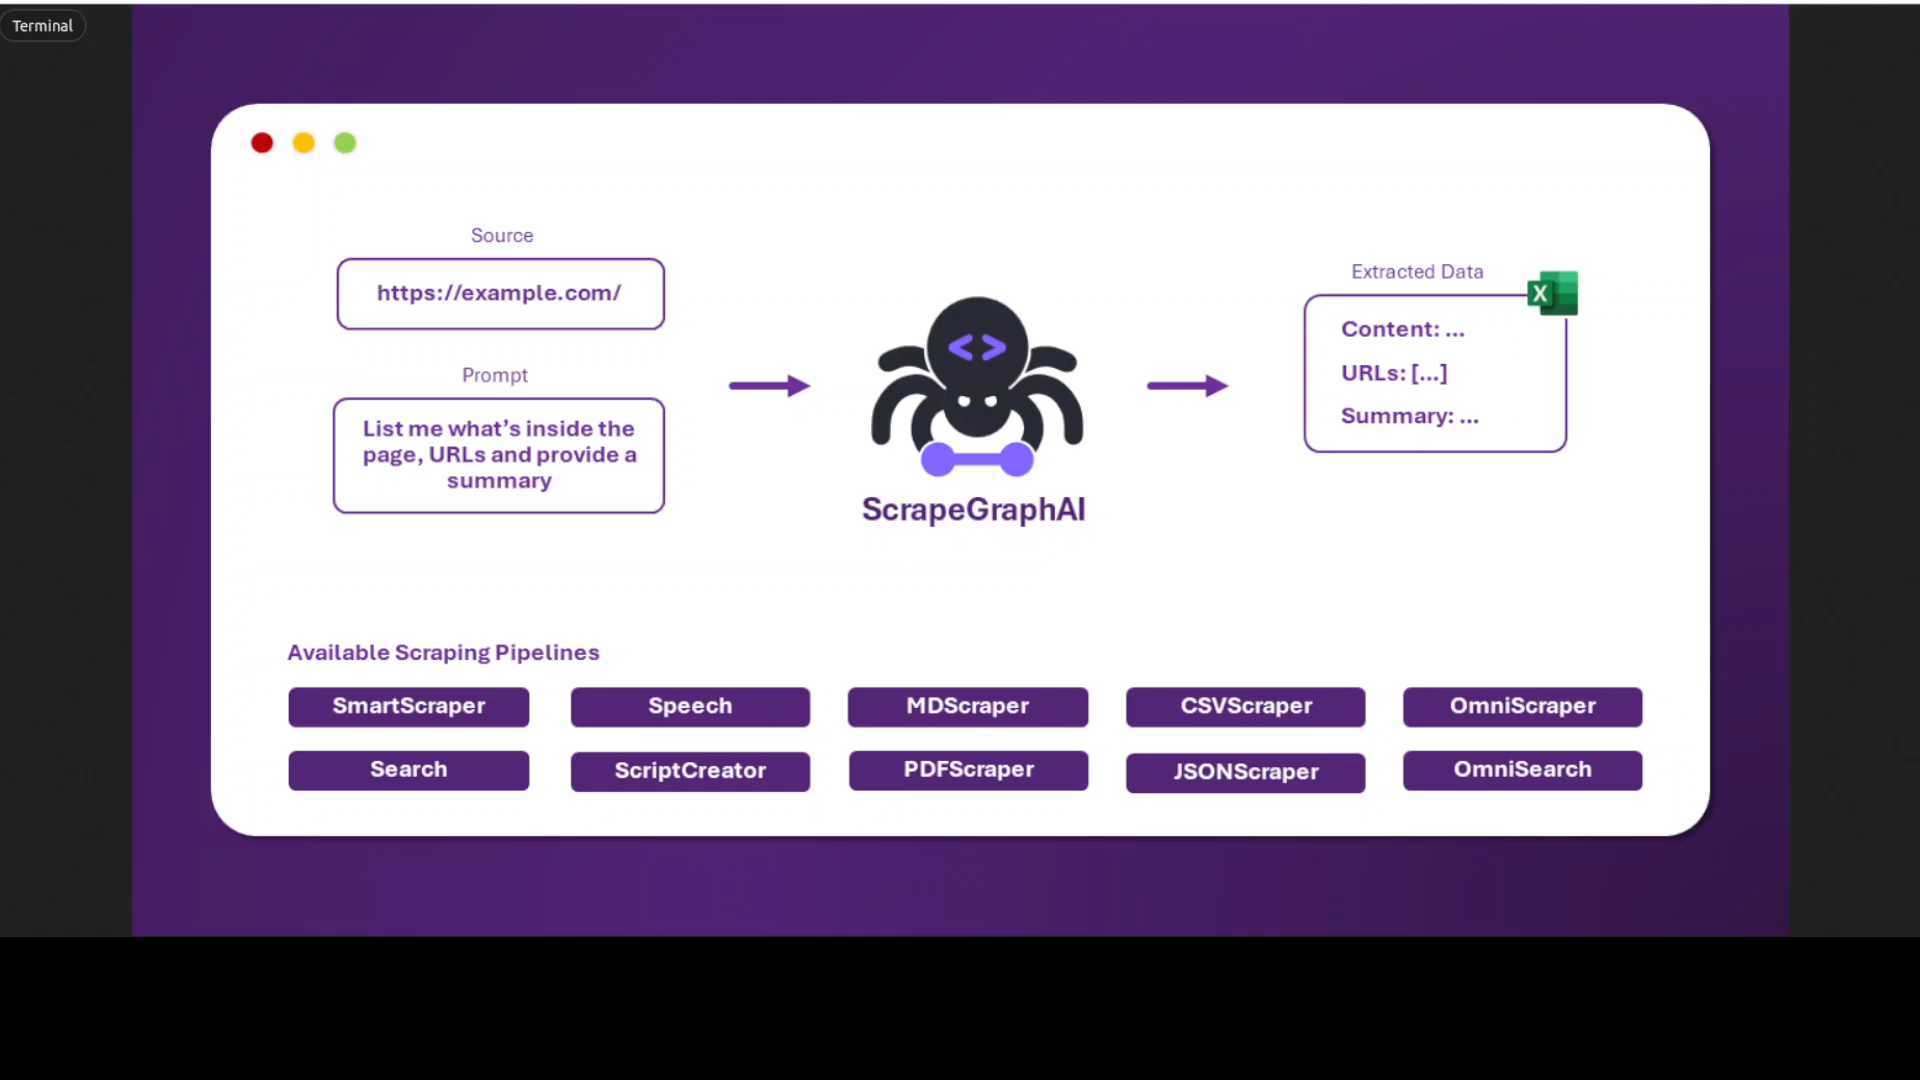 Terminal
Source
https://example.com/
Prompt
List me what’s inside the
page, URLs and provide a
summary
< >
ScrapeGraphAI
Extracted Data
X
Content: ...
URLs: [...]
Summary: ...
Available Scraping Pipelines
SmartScraper
Speech
MDScraper
CSVScraper
OmniScraper
Search
ScriptCreator
PDFScraper
JSONScraper
OmniSearch